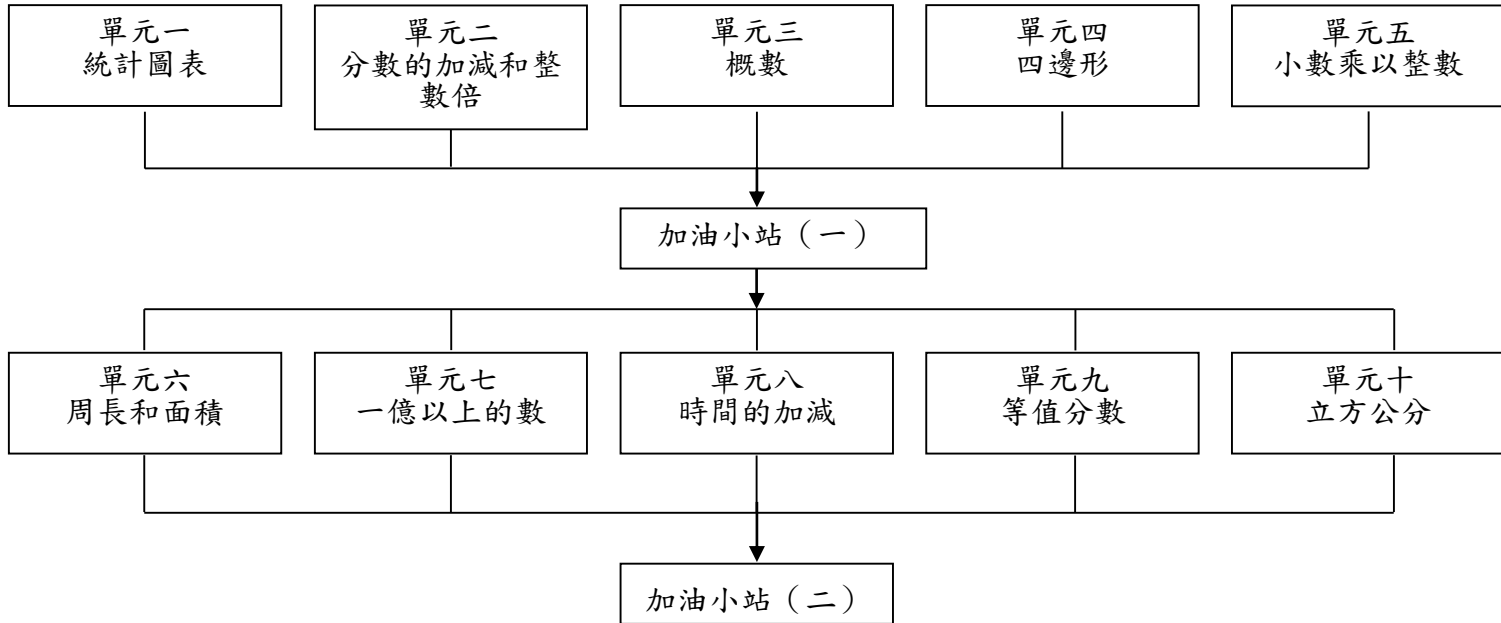 單元一
統計圖表
單元二
分數的加減和整
數倍
單元三
概數
單元四
四邊形
單元五
小數乘以整數
加油小站（一）
單元六
周長和面積
單元七
一億以上的數
單元八
時間的加減
單元九
等值分數
單元十
立方公分
加油小站（二）